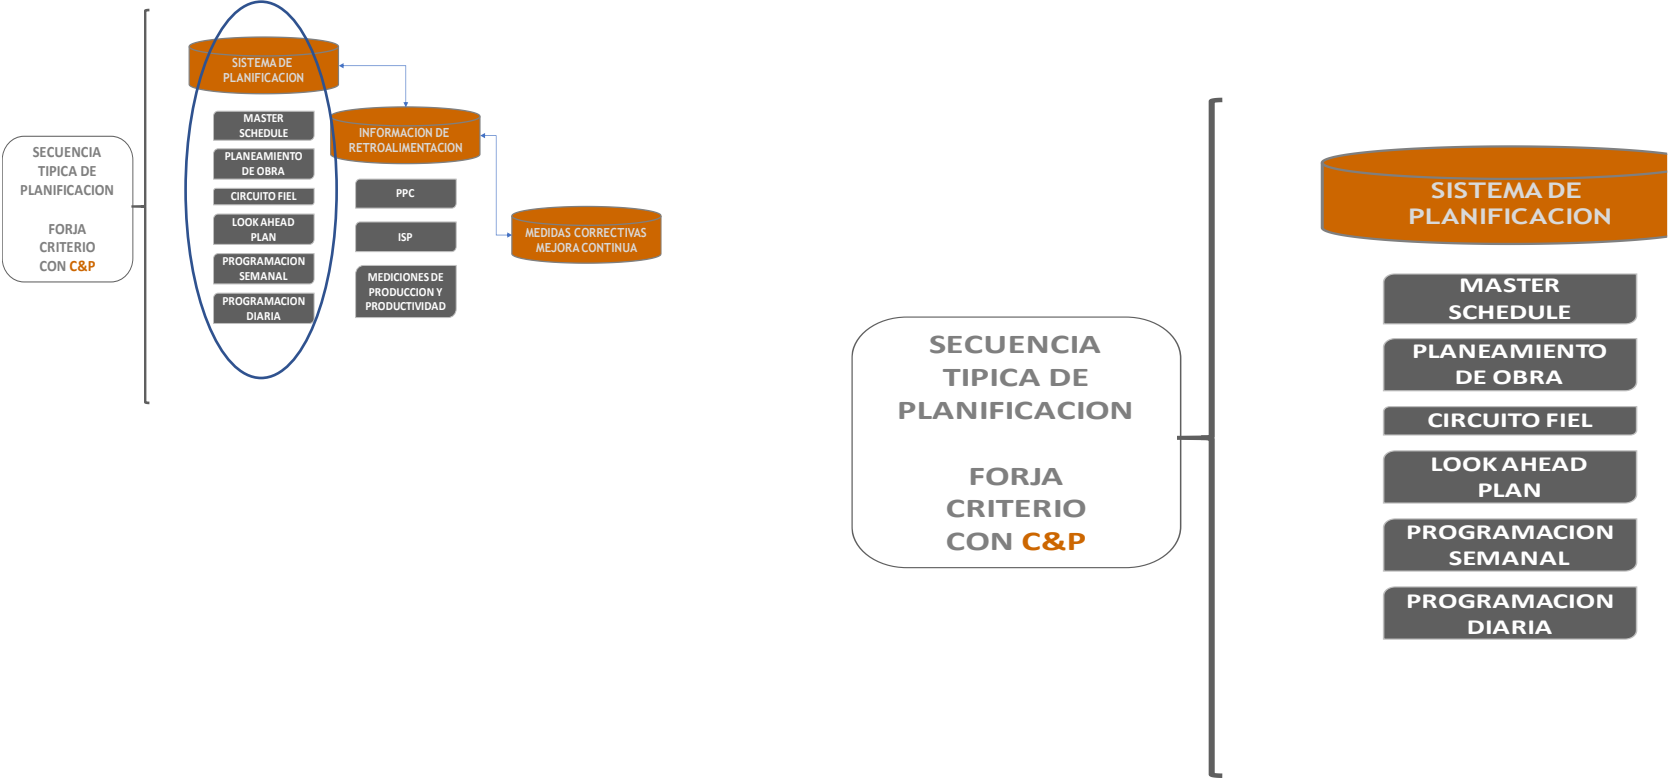 SECUENCIA
TIPICA DE
PLANIFICACION
FORJA
CRITERIO
CON C&P
SISTEMA DE
PLANIFICACION
MASTER
SCHEDULE
PLANEAMIENTO
DE OBRA
CIRCUITO FIEL
LOOK AHEAD
PLAN
PROGRAMACION
SEMANAL
PROGRAMACION
DIARIA
INFORMACION DE
RETROALIMENTACION
PPC
ISP
MEDICIONES DE
PRODUCCION Y
PRODUCTIVIDAD
MEDIDAS CORRECTIVAS
MEJORA CONTINUA
SECUENCIA
TIPICA DE
PLANIFICACION
FORJA
CRITERIO
CON C&P
SISTEMA DE
PLANIFICACION
MASTER
SCHEDULE
PLANEAMIENTO
DE OBRA
CIRCUITO FIEL
LOOK AHEAD
PLAN
PROGRAMACION
SEMANAL
PROGRAMACION
DIARIA